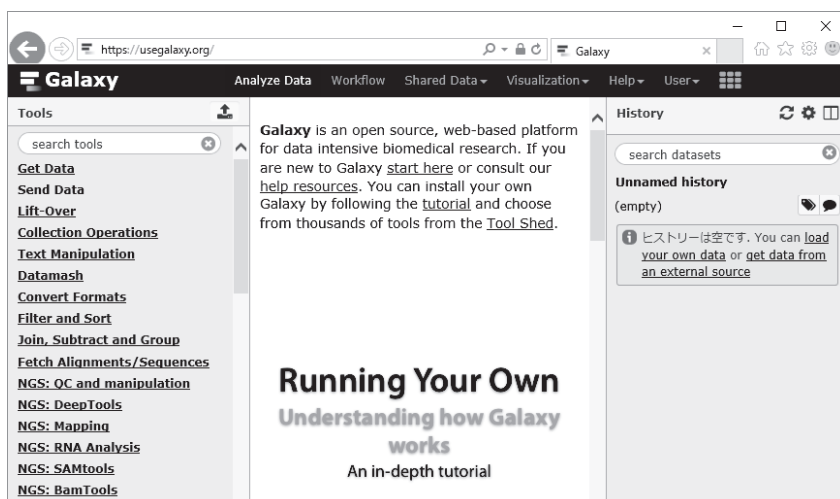 https://usegalaxy.org/
Galaxy
Galaxy
Analyze Data Workflow Shared Data Visualization Help User
Tools
search tools
Get Data
Send Data
Lift-Over
Collection Operations
Text Manipulation
Datamash
Convert Formats
Filter and Sort
Join, Subtract and Group
Fetch Alignments/Sequences
NGS: QC and manipulation
NGS: DeepTools
NGS: Mapping
NGS: RNA Analysis
NGS: SAMtools
NGS: BamTools
Galaxy is an open source, web-based platform
for data intensive biomedical research. If you
are new to Galaxy start here or consult our
help resources. You can install your own
Galaxy by following the tutorial and choose
from thousands of tools from the Tool Shed.
Running Your Own
Understanding how Galaxy
works
An in-depth tutorial
History
search datasets
Unnamed history
(empty)
ヒストリーは空です. You can load
your own data or get data from
an external source